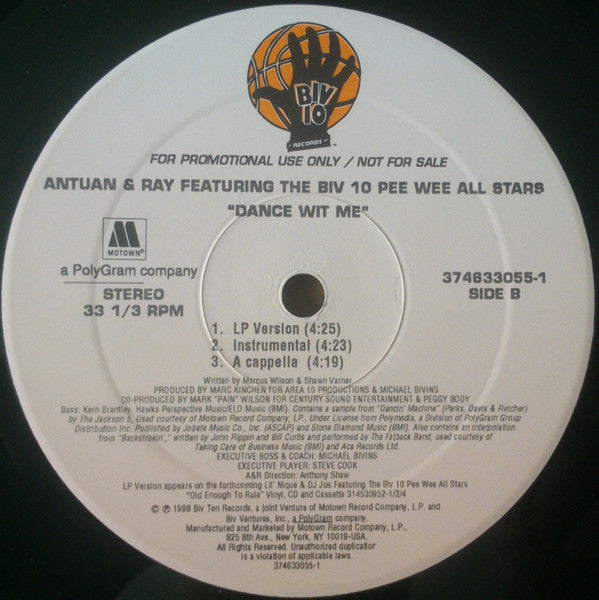 BIV
10
RECORDS
FOR PROMOTIONAL USE ONLY / NOT FOR SALE
ANTUAN & RAY FEATURING THE BIV 10 PEE WEE ALL STARS
"DANCE WIT ME"
M
MOTOWN®
a PolyGram company
STEREO
33 1/3 RPM
374633055-1
SIDE B
1. LP Version (4:25)
2. Instrumental (4:23)
3. A cappella (4:19)
Written by Marcus Wilson & Shawn Varner
PRODUCED BY MARC KINCHEN FOR AREA 10 PRODUCTIONS & MICHAEL BIVINS
CO-PRODUCED BY MARK "PAIN" WILSON FOR CENTURY SOUND ENTERTAINMENT & PEGGY BODY
Bass: Kern Brantley, Hawks Perspective Music/ELO Music (BMI). Contains a sample from "Dancin' Machine" (Parks, Davis & Fletcher)
by The Jackson 5, Used courtesy of Motown Record Company, L.P., Under License from Polymedia, a Division of PolyGram Group
Distribution Inc. Published by Jobete Music Co., Inc. (ASCAP) and Stone Diamond Music (BMI). Also contains an interpolation
from "Backstrokin'," written by John Flippin and Bill Curtis and performed by The Fatback Band, used courtesy of
Taking Care of Business Music (BMI) and Ace Records Ltd.
EXECUTIVE BOSS & COACH: MICHAEL BIVINS
EXECUTIVE PLAYER: STEVE COOK
A&R Direction: Anthony Shaw
LP Version appears on the forthcoming Lil' Nique & DJ Jus Featuring The Biv 10 Pee Wee All Stars
"Old Enough To Rule" Vinyl, CD and Cassette 314530952-1/2/4
© ℗ 1998 Biv Ten Records, a joint Venture of Motown Record Company, L.P. and
Biv Ventures, Inc., a PolyGram company.
Manufactured and Marketed by Motown Record Company, L.P.,
825 8th Ave., New York, NY 10019-USA.
All Rights Reserved. Unauthorized duplication
is a violation of applicable laws.
374633055-1